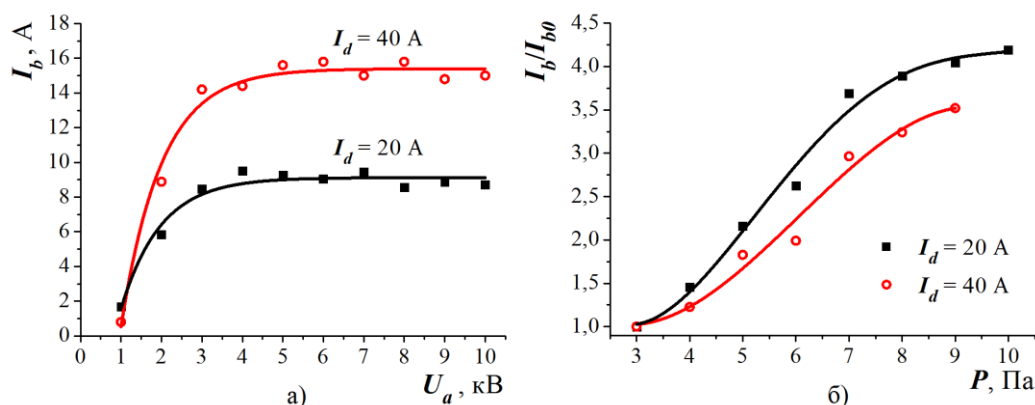 I_b, А
18
16
14
12
10
8
6
4
2
0
I_d = 40 А
I_d = 20 А
0 1 2 3 4 5 6 7 8 9 10
U_a, кВ
а)
I_b/I_b0
4,5
4,0
3,5
3,0
2,5
2,0
1,5
1,0
I_d = 20 А
I_d = 40 А
3 4 5 6 7 8 9 10
P, Па
б)